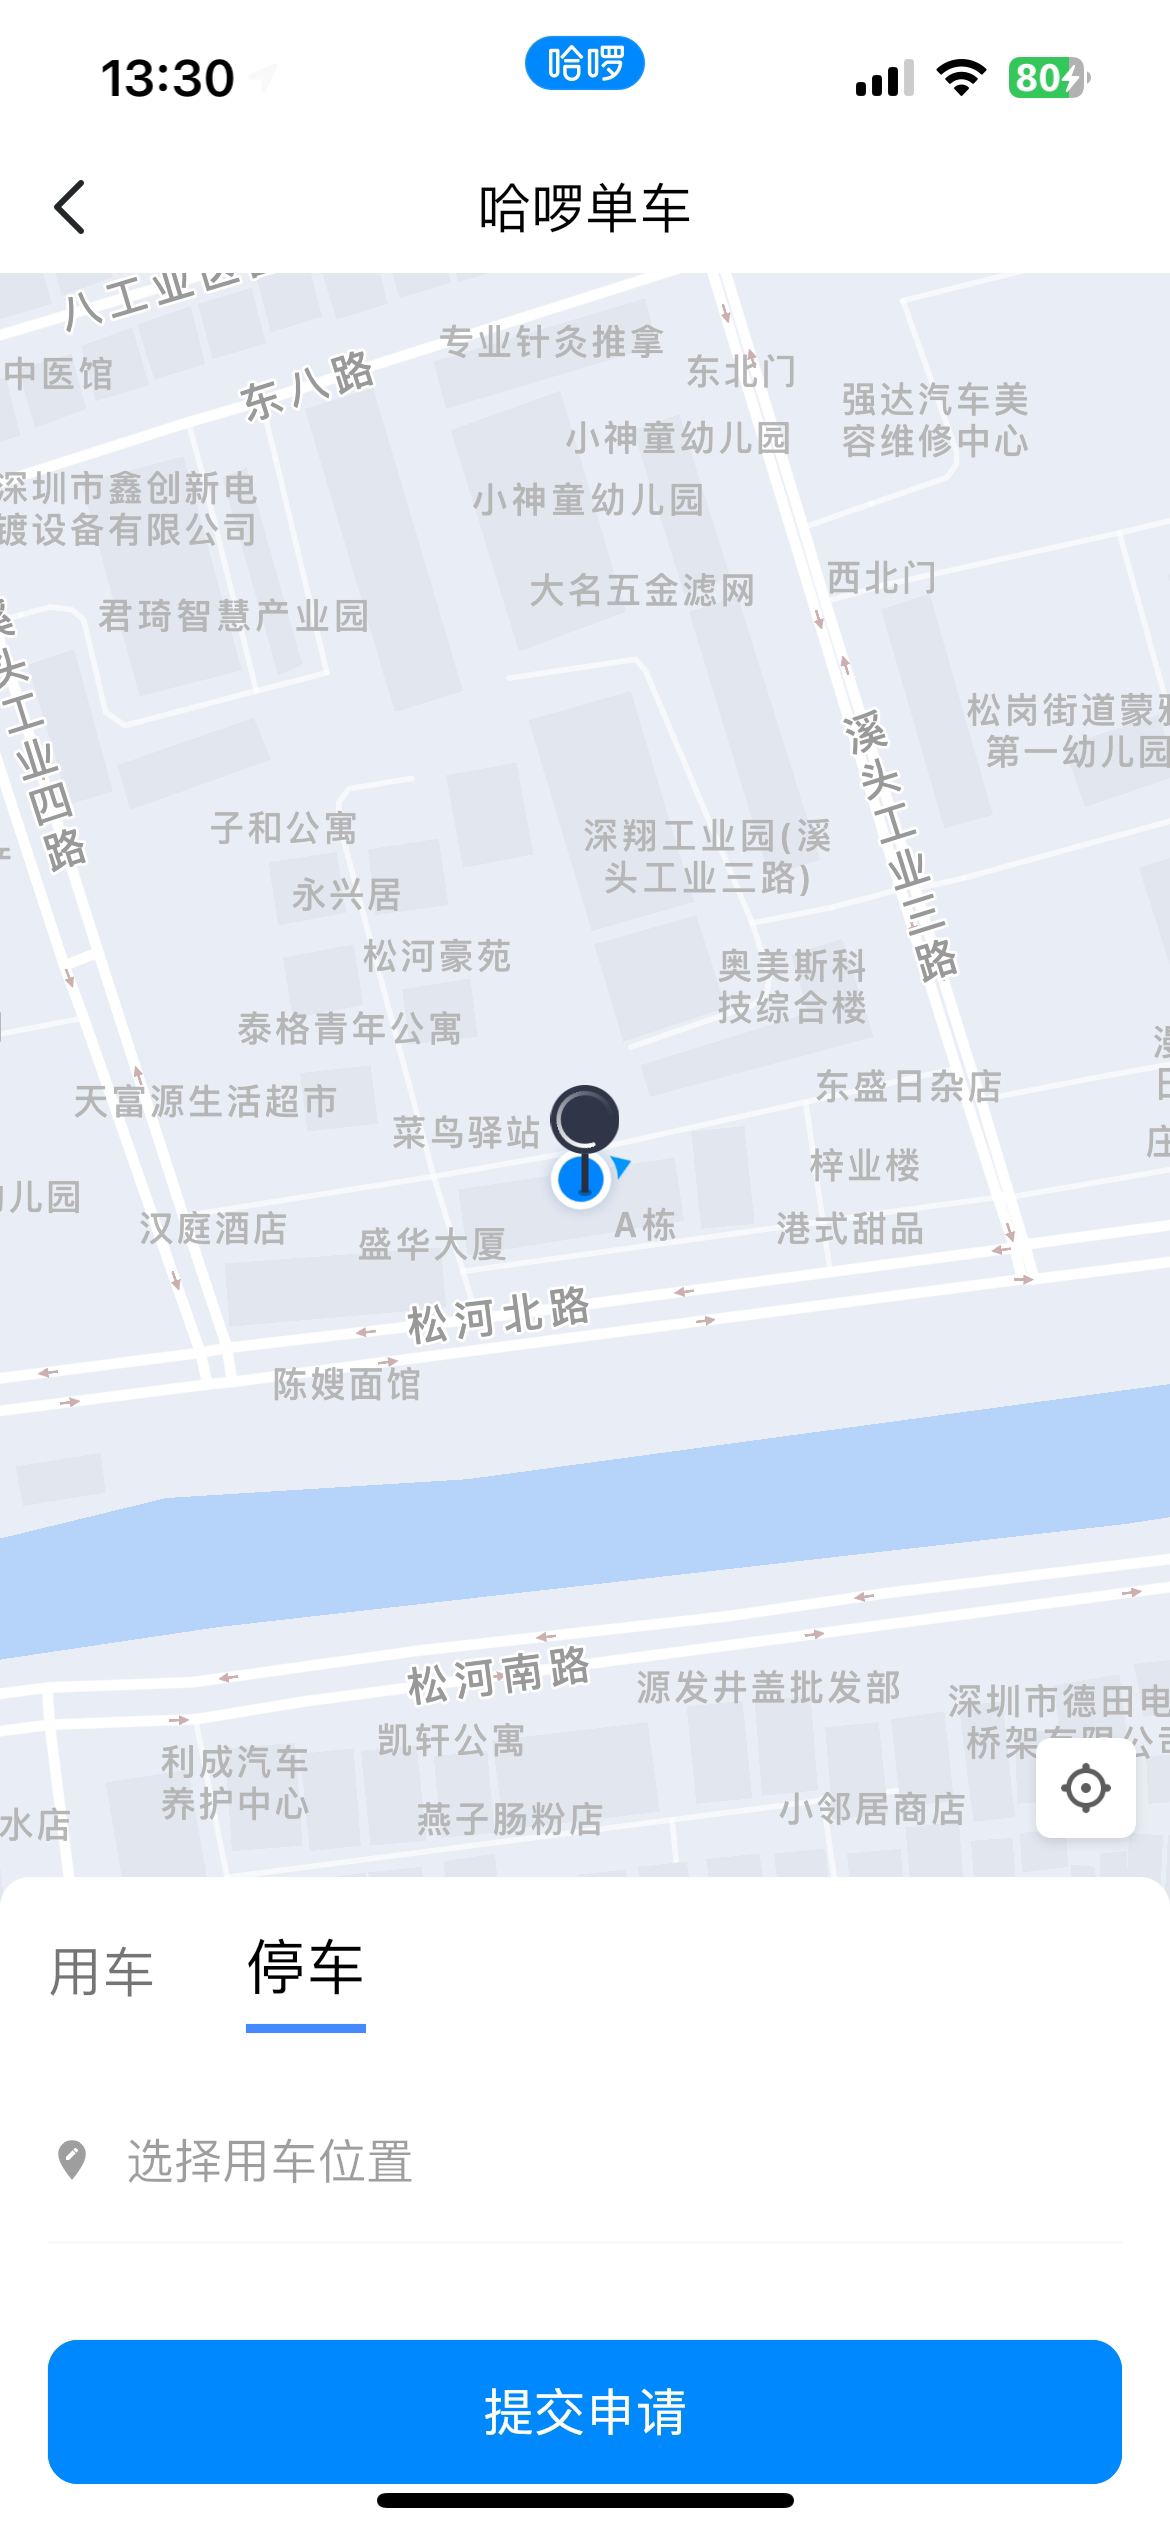 13:30
哈啰
80
哈啰单车
八工业区
专业针灸推拿
中医馆
东八路
东北门
强达汽车美
容维修中心
小神童幼儿园
深圳市鑫创新电
镀设备有限公司
小神童幼儿园
大名五金滤网
西北门
君琦智慧产业园
溪头工业四路
松岗街道蒙雅
第一幼儿园
溪头工业三路
子和公寓
深翔工业园(溪
头工业三路)
永兴居
松河豪苑
奥美斯科
技综合楼
泰格青年公寓
天富源生活超市
东盛日杂店
菜鸟驿站
梓业楼
庄
儿园
汉庭酒店
盛华大厦
A栋
港式甜品
松河北路
陈嫂面馆
松河南路
源发井盖批发部
深圳市德田电
桥架有限公司
凯轩公寓
利成汽车
养护中心
水店
燕子肠粉店
小邻居商店
用车
停车
选择用车位置
提交申请